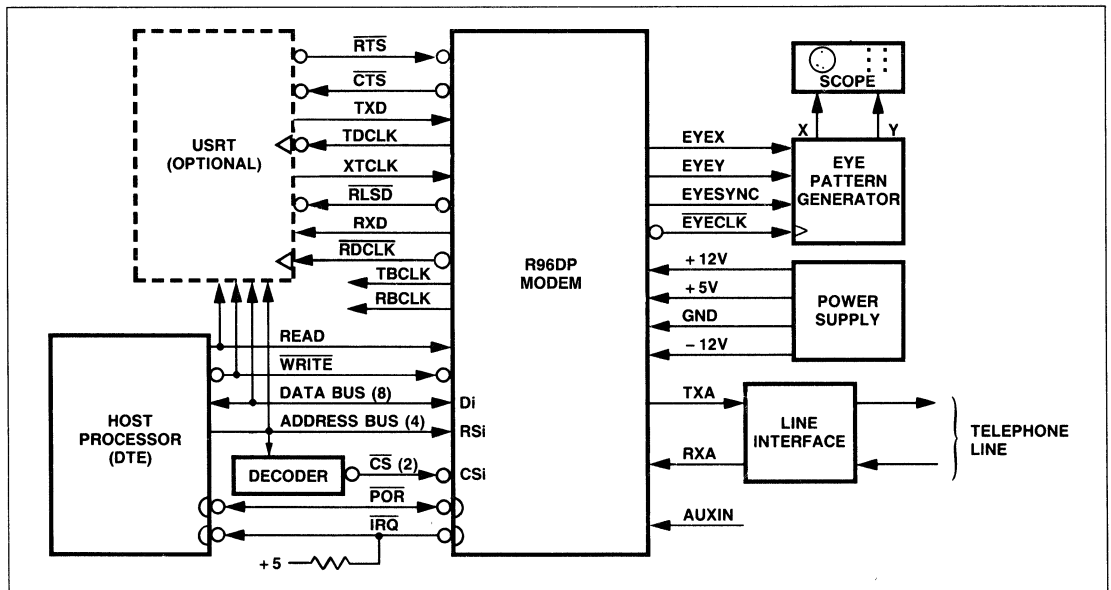 USRT
(OPTIONAL)
RTS
CTS
TXD
TDCLK
XTCLK
RLSD
RXD
RDCLK
TBCLK
RBCLK
HOST
PROCESSOR
(DTE)
READ
WRITE
DATA BUS (8)
ADDRESS BUS (4)
DECODER
CS (2)
POR
IRQ
+5
Di
RSi
CSi
R96DP
MODEM
EYEX
EYEY
EYESYNC
EYECLK
SCOPE
X Y
EYE
PATTERN
GENERATOR
+12V
+5V
GND
-12V
POWER
SUPPLY
TXA
RXA
AUXIN
LINE
INTERFACE
TELEPHONE
LINE